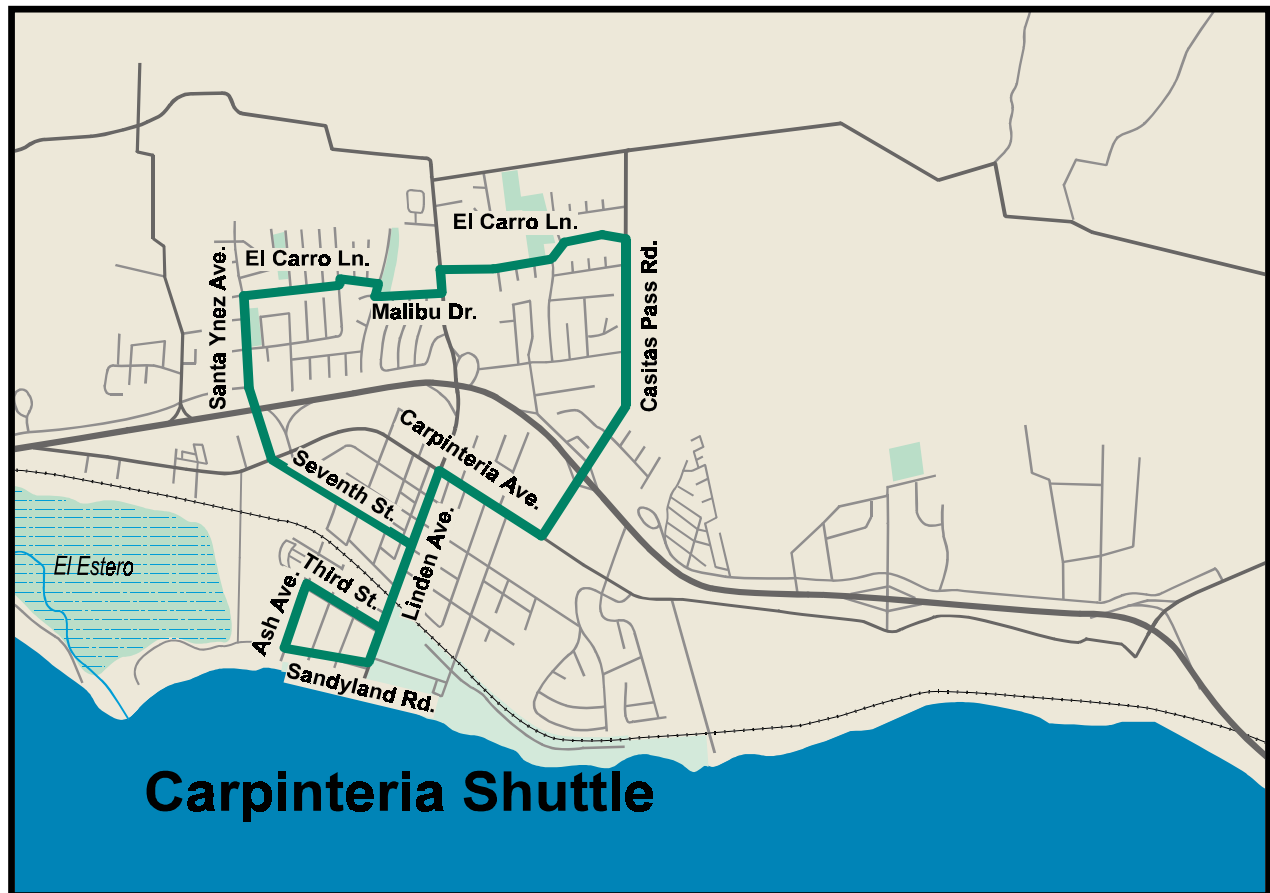 El Carro Ln.
El Carro Ln.
Santa Ynez Ave.
Malibu Dr.
Casitas Pass Rd.
Carpinteria Ave.
Seventh St.
Linden Ave.
El Estero
Third St.
Ash Ave.
Sandyland Rd.
Carpinteria Shuttle